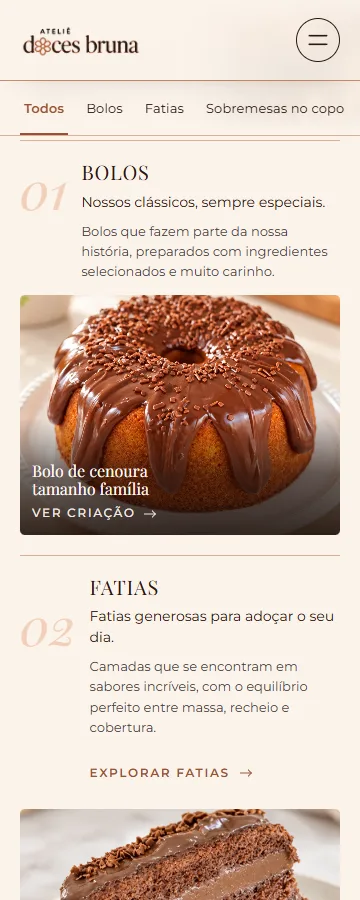 ATELIÊ
doces bruna
Todos Bolos Fatias Sobremesas no copo
01
BOLOS
Nossos clássicos, sempre especiais.
Bolos que fazem parte da nossa
história, preparados com ingredientes
selecionados e muito carinho.
Bolo de cenoura
tamanho família
VER CRIAÇÃO →
02
FATIAS
Fatias generosas para adoçar o seu
dia.
Camadas que se encontram em
sabores incríveis, com o equilíbrio
perfeito entre massa, recheio e
cobertura.
EXPLORAR FATIAS →